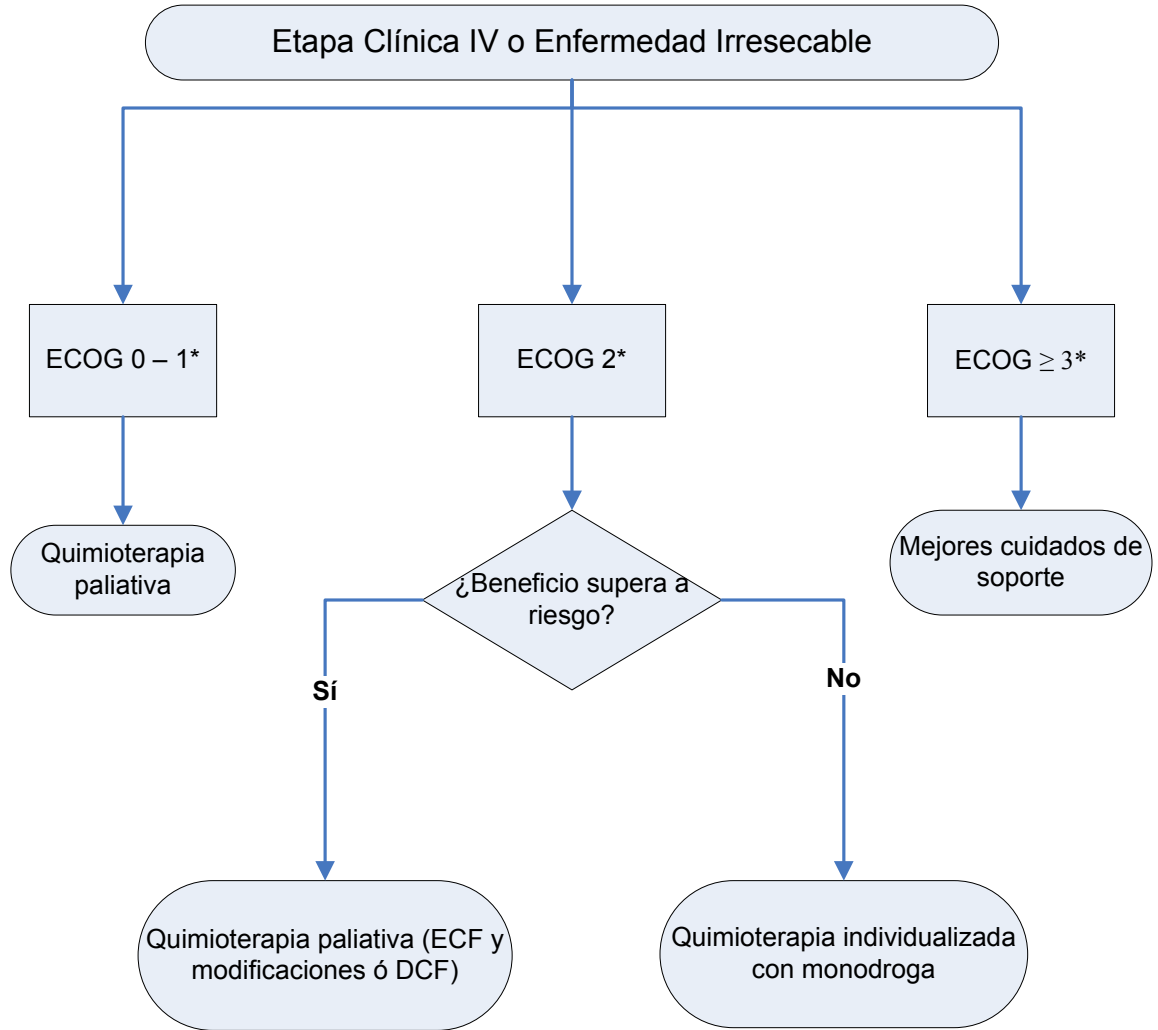 Etapa Clínica IV o Enfermedad Irresecable
ECOG 0 – 1*
ECOG 2*
ECOG ≥ 3*
Quimioterapia
paliativa
¿Beneficio supera a
riesgo?
Mejores cuidados de
soporte
Sí
No
Quimioterapia paliativa (ECF y
modificaciones ó DCF)
Quimioterapia individualizada
con monodroga